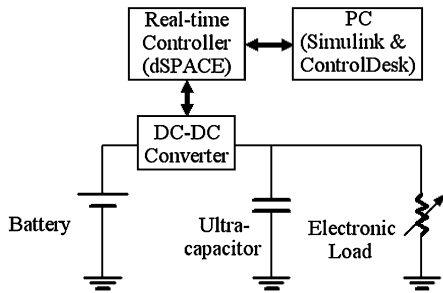 Real-time
Controller
(dSPACE)
PC
(Simulink &
ControlDesk)
DC-DC
Converter
Battery
Ultra-
capacitor
Electronic
Load